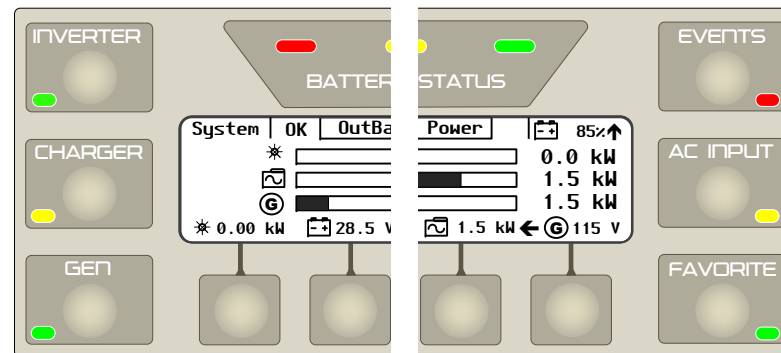 INVERTER
EVENTS
BATTER STATUS
System OK OutBa Power 85%
CHARGER
AC INPUT
0.0 kW
1.5 kW
G 1.5 kW
0.00 kW 28.5 V 1.5 kW G 115 V
GEN
FAVORITE